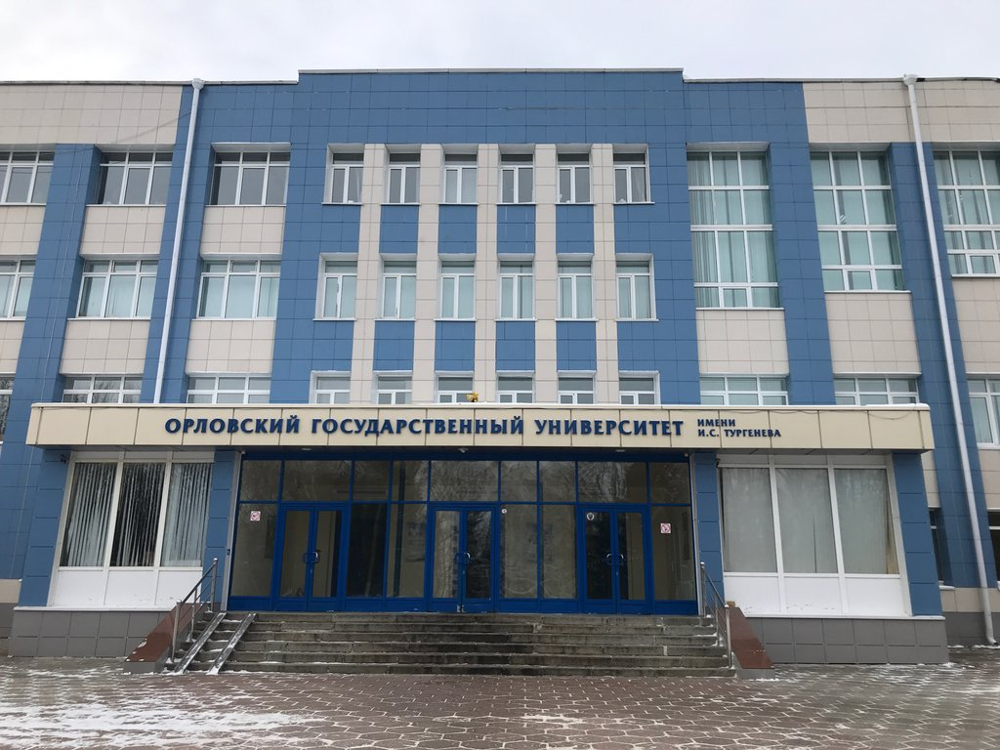 ОРЛОВСКИЙ ГОСУДАРСТВЕННЫЙ УНИВЕРСИТЕТ
ИМЕНИ
И.С. ТУРГЕНЕВА